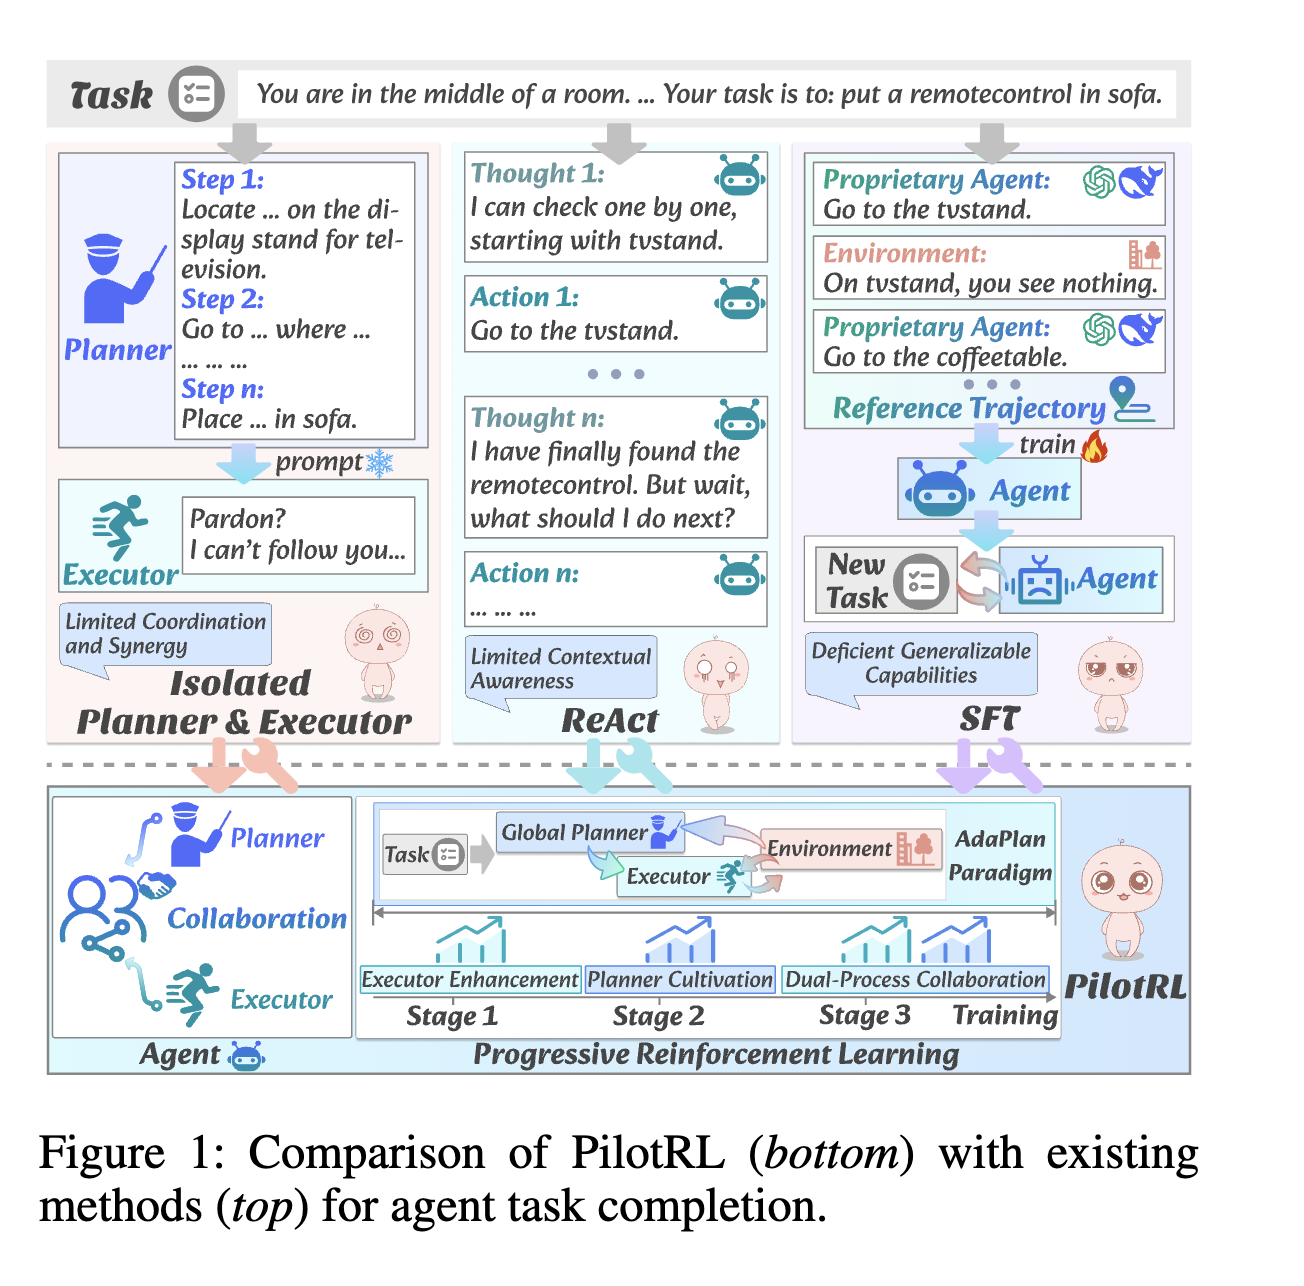 Task
You are in the middle of a room. ... Your task is to: put a remotecontrol in sofa.
Planner
Step 1:
Locate ... on the di-
splay stand for tel-
evision.
Step 2:
Go to ... where ...
... ... ...
Step n:
Place ... in sofa.
prompt
Executor
Pardon?
I can't follow you...
Limited Coordination
and Synergy
Isolated
Planner & Executor
Thought 1:
I can check one by one,
starting with tvstand.
Action 1:
Go to the tvstand.
Thought n:
I have finally found the
remotecontrol. But wait,
what should I do next?
Action n:
... ... ...
Limited Contextual
Awareness
ReAct
Proprietary Agent:
Go to the tvstand.
Environment:
On tvstand, you see nothing.
Proprietary Agent:
Go to the coffeetable.
Reference Trajectory
train
Agent
New
Task
Agent
Deficient Generalizable
Capabilities
SFT
Planner
Collaboration
Executor
Agent
Task
Global Planner
Executor
Environment
AdaPlan
Paradigm
Executor Enhancement
Planner Cultivation
Dual-Process Collaboration
Stage 1
Stage 2
Stage 3
Training
Progressive Reinforcement Learning
PilotRL
Figure 1: Comparison of PilotRL (bottom) with existing
methods (top) for agent task completion.